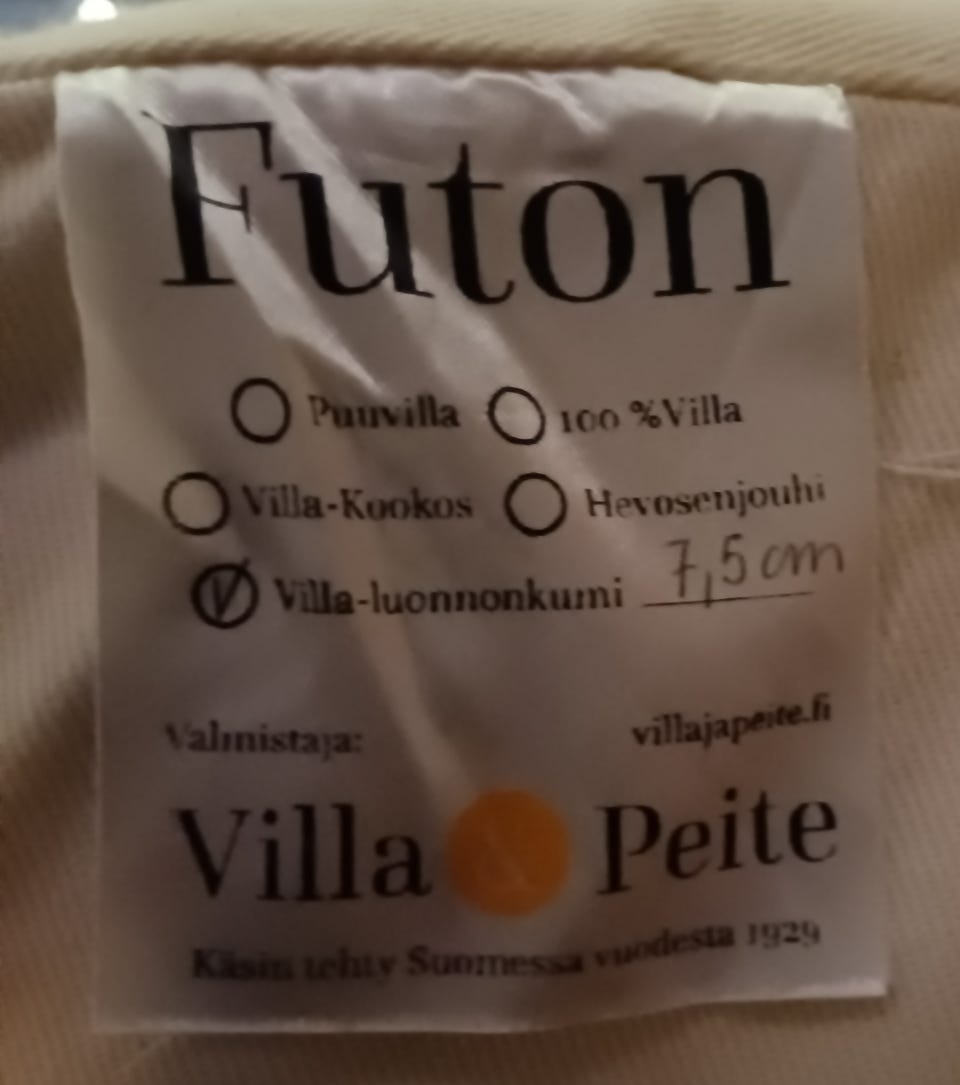 Futon
Puuvilla 100 % Villa
Villa-Kookos Hevosenjouhi
Villa-luonnonkumi 7,5 cm
Valmistaja: villajapeite.fi
Villa & Peite
Käsin tehty Suomessa vuodesta 1929